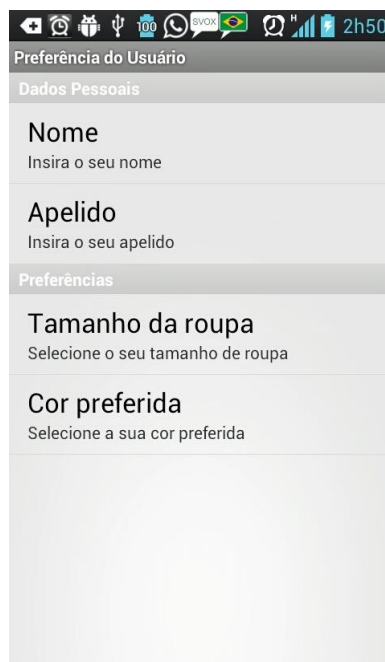 100 SVOX H 2h50
Preferência do Usuário
Dados Pessoais
Nome
Insira o seu nome
Apelido
Insira o seu apelido
Preferências
Tamanho da roupa
Selecione o seu tamanho de roupa
Cor preferida
Selecione a sua cor preferida